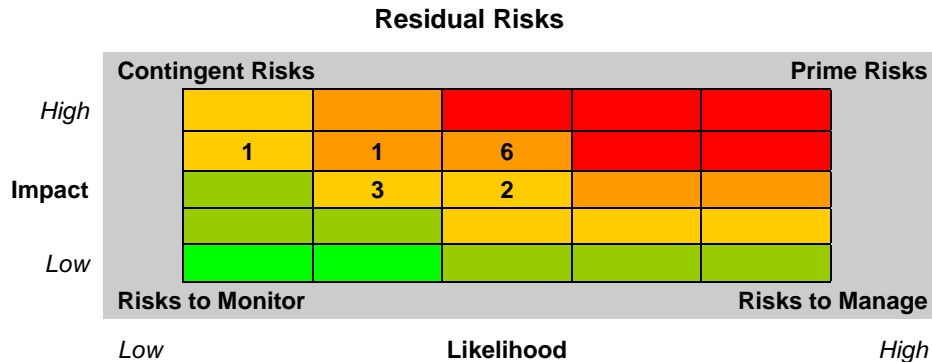 Residual Risks
Contingent Risks Prime Risks
High
1 1 6
Impact 3 2
Low
Risks to Monitor Risks to Manage
Low Likelihood High